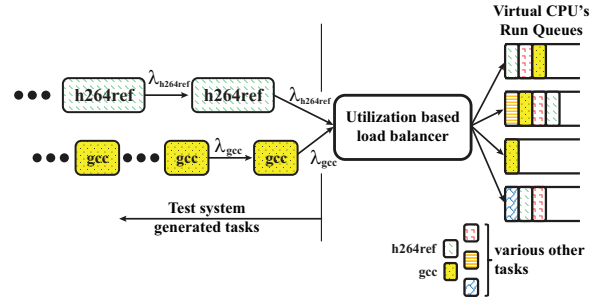 Virtual CPU's
Run Queues
λh264ref
λh264ref
••• h264ref h264ref
Utilization based
load balancer
••• gcc ••• gcc gcc
λgcc
λgcc
Test system
generated tasks
h264ref
gcc
various other
tasks